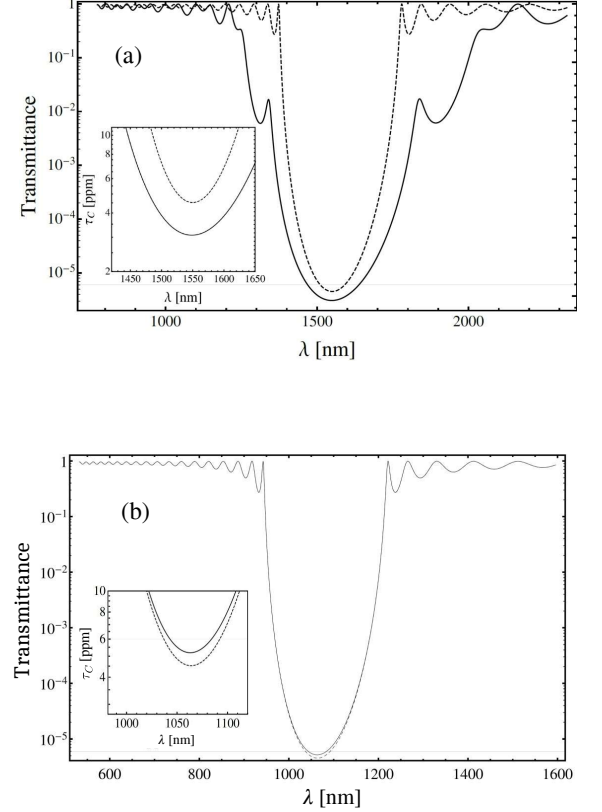 1
10⁻¹
10⁻²
10⁻³
10⁻⁴
10⁻⁵
Transmittance
(a)
10
8
6
4
2
τC [ppm]
1450 1500 1550 1600 1650
λ [nm]
1000 1500 2000
λ [nm]
1
10⁻¹
10⁻²
10⁻³
10⁻⁴
10⁻⁵
Transmittance
(b)
10
8
6
4
τC [ppm]
1000 1050 1100
λ [nm]
600 800 1000 1200 1400 1600
λ [nm]